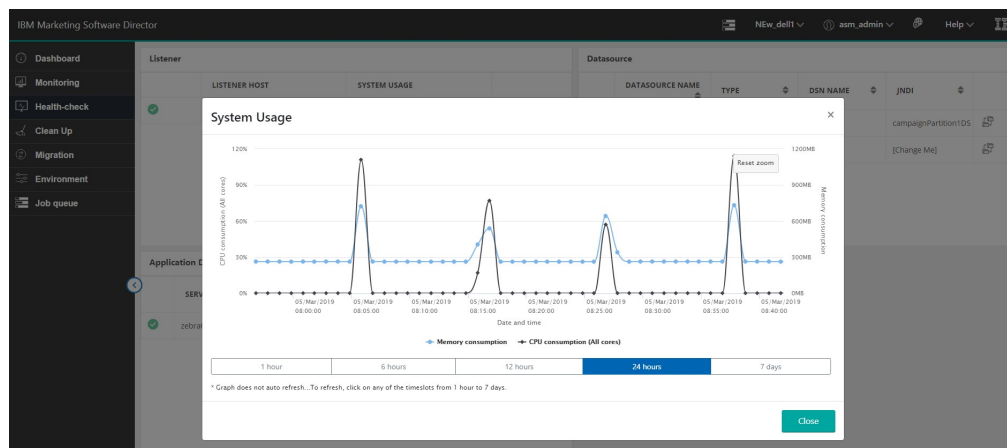 IBM Marketing Software Director
NEw_dell1
asm_admin
Help
Dashboard
Monitoring
Health-check
Clean Up
Migration
Environment
Job queue
Listener
LISTENER HOST
SYSTEM USAGE
Datasource
DATASOURCE NAME
TYPE
DSN NAME
JNDI
campaignPartition1DS
[Change Me]
System Usage
×
120%
90%
60%
30%
0%
CPU consumption (All cores)
1200MB
900MB
600MB
300MB
0MB
Memory consumption
Reset zoom
05/Mar/2019 05/Mar/2019 05/Mar/2019 05/Mar/2019 05/Mar/2019 05/Mar/2019 05/Mar/2019 05/Mar/2019 05/Mar/2019
08:00:00 08:05:00 08:10:00 08:15:00 08:20:00 08:25:00 08:30:00 08:35:00 08:40:00
Date and time
Memory consumption CPU consumption (All cores)
1 hour 6 hours 12 hours 24 hours 7 days
* Graph does not auto refresh...To refresh, click on any of the timeslots from 1 hour to 7 days.
Close
Application D
SERV
zebra